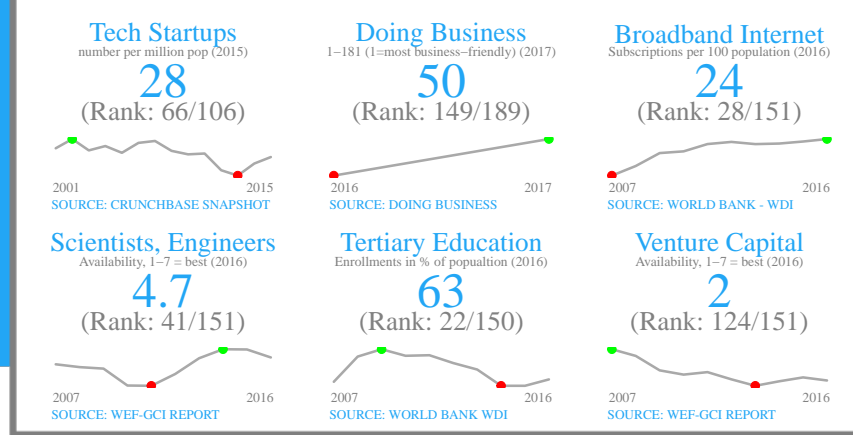 Tech Startups
number per million pop (2015)
28
(Rank: 66/106)
2001 2015
SOURCE: CRUNCHBASE SNAPSHOT
Doing Business
1−181 (1=most business−friendly) (2017)
50
(Rank: 149/189)
2016 2017
SOURCE: DOING BUSINESS
Broadband Internet
Subscriptions per 100 population (2016)
24
(Rank: 28/151)
2007 2016
SOURCE: WORLD BANK - WDI
Scientists, Engineers
Availability, 1−7 = best (2016)
4.7
(Rank: 41/151)
2007 2016
SOURCE: WEF-GCI REPORT
Tertiary Education
Enrollments in % of popualtion (2016)
63
(Rank: 22/150)
2007 2016
SOURCE: WORLD BANK WDI
Venture Capital
Availability, 1−7 = best (2016)
2
(Rank: 124/151)
2007 2016
SOURCE: WEF-GCI REPORT